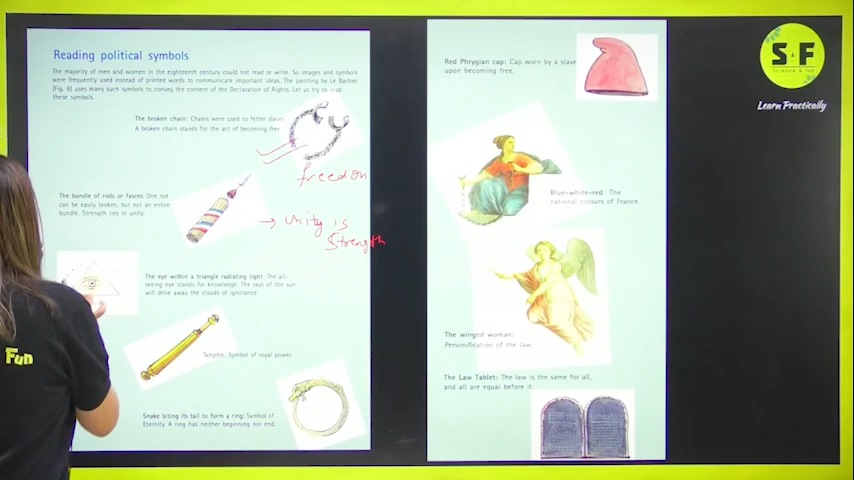 Reading political symbols
The majority of men and women in the eighteenth century could not read or write. So images and symbols
were frequently used instead of printed words to communicate important ideas. The painting by Le Barbier
(Fig. 8) uses many such symbols to convey the content of the Declaration of Rights. Let us try to read
these symbols.
The broken chain: Chains were used to fetter slaves
A broken chain stands for the act of becoming free
freedon
The bundle of rods or fasces: One rod
can be easily broken, but not an entire
bundle. Strength lies in unity.
→ Unity is
Strength
The eye within a triangle radiating light: The all-
seeing eye stands for knowledge. The rays of the sun
will drive away the clouds of ignorance.
Sceptre, Symbol of royal power
Snake biting its tail to form a ring: Symbol of
Eternity. A ring has neither beginning nor end.
Red Phrygian cap: Cap worn by a slave
upon becoming free.
Blue-white-red: The
national colours of France.
The winged woman:
Personification of the law
The Law Tablet: The law is the same for all,
and all are equal before it.
S&F
Science & fun
Learn Practically
Fun